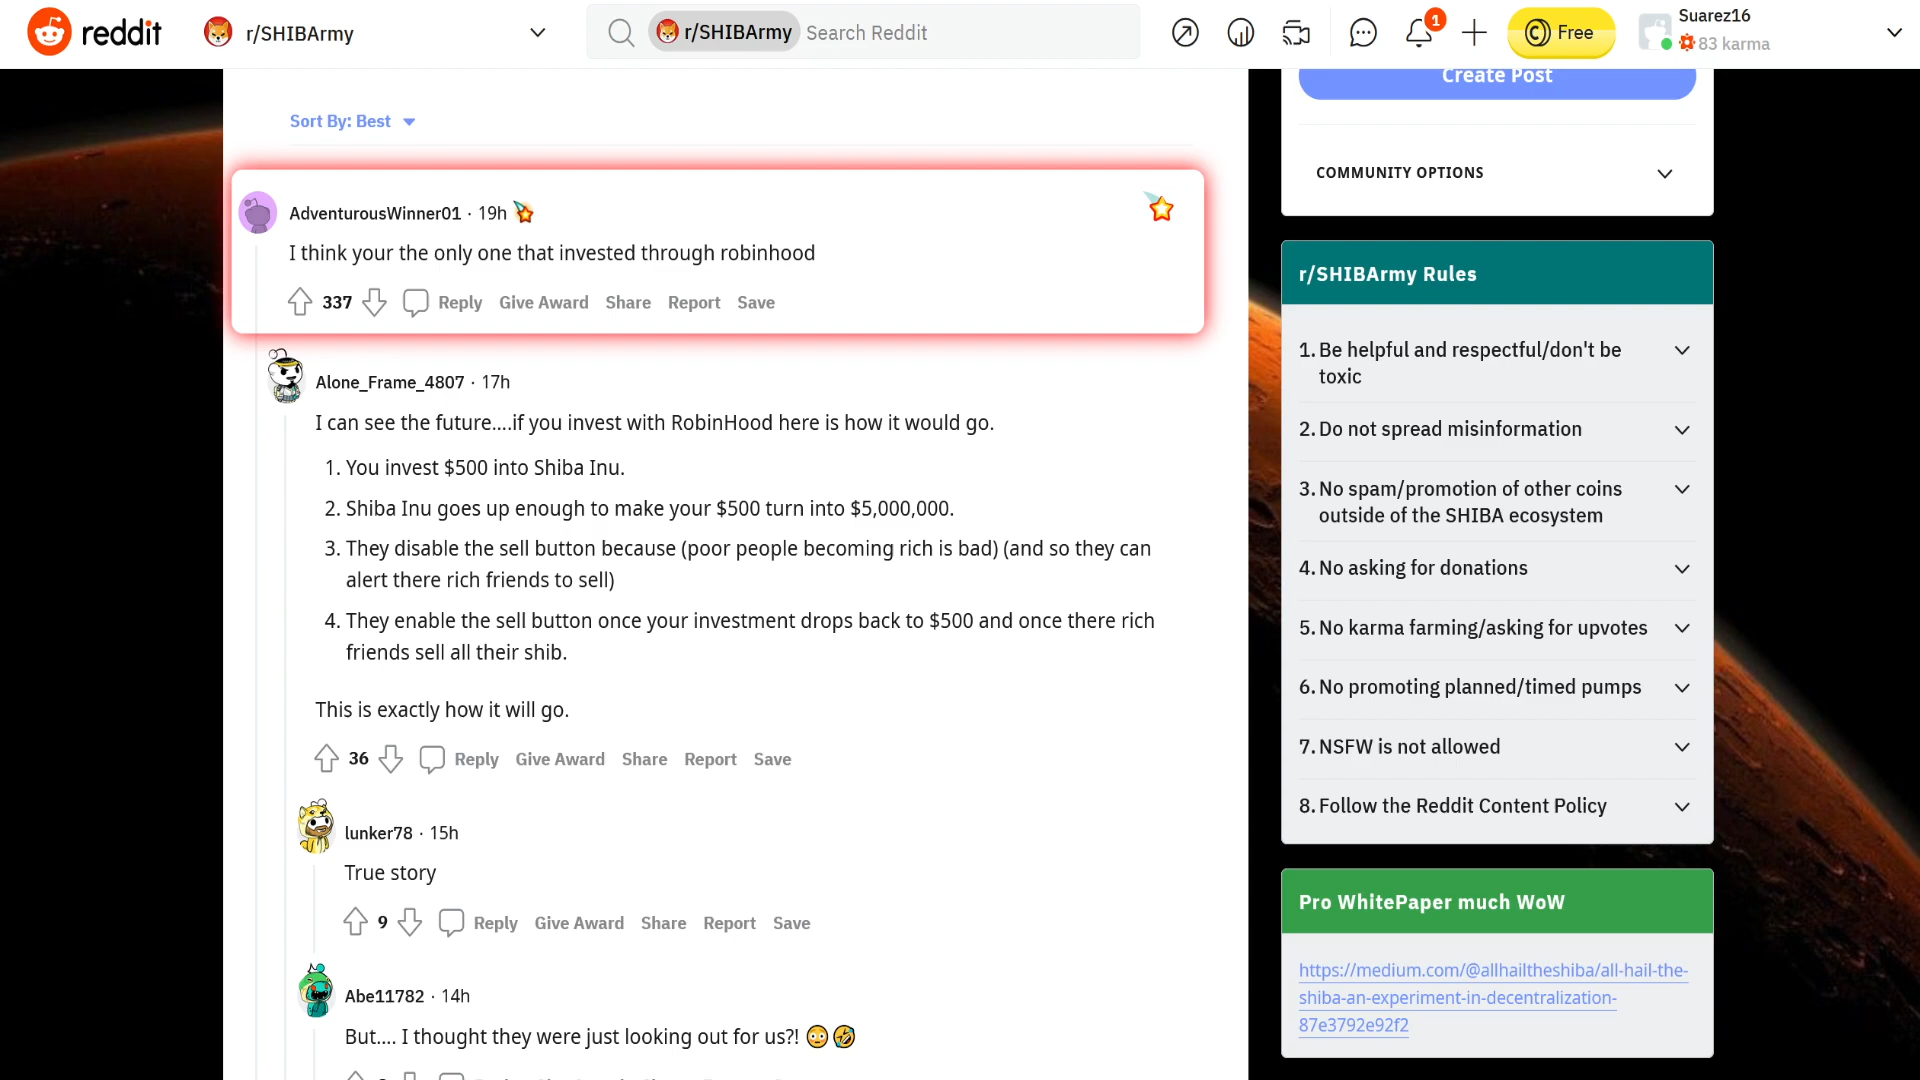 reddit
r/SHIBArmy
r/SHIBArmy Search Reddit
1
Free
Suarez16
83 karma
Sort By: Best
AdventurousWinner01 · 19h
I think your the only one that invested through robinhood
337 Reply Give Award Share Report Save
Alone_Frame_4807 · 17h
I can see the future....if you invest with RobinHood here is how it would go.
1. You invest $500 into Shiba Inu.
2. Shiba Inu goes up enough to make your $500 turn into $5,000,000.
3. They disable the sell button because (poor people becoming rich is bad) (and so they can
alert there rich friends to sell)
4. They enable the sell button once your investment drops back to $500 and once there rich
friends sell all their shib.
This is exactly how it will go.
36 Reply Give Award Share Report Save
lunker78 · 15h
True story
9 Reply Give Award Share Report Save
Abe11782 · 14h
But.... I thought they were just looking out for us?! 😳🤣
Create Post
COMMUNITY OPTIONS
r/SHIBArmy Rules
1. Be helpful and respectful/don't be
toxic
2. Do not spread misinformation
3. No spam/promotion of other coins
outside of the SHIBA ecosystem
4. No asking for donations
5. No karma farming/asking for upvotes
6. No promoting planned/timed pumps
7. NSFW is not allowed
8. Follow the Reddit Content Policy
Pro WhitePaper much WoW
https://medium.com/@allhailtheshiba/all-hail-the-
shiba-an-experiment-in-decentralization-
87e3792e92f2